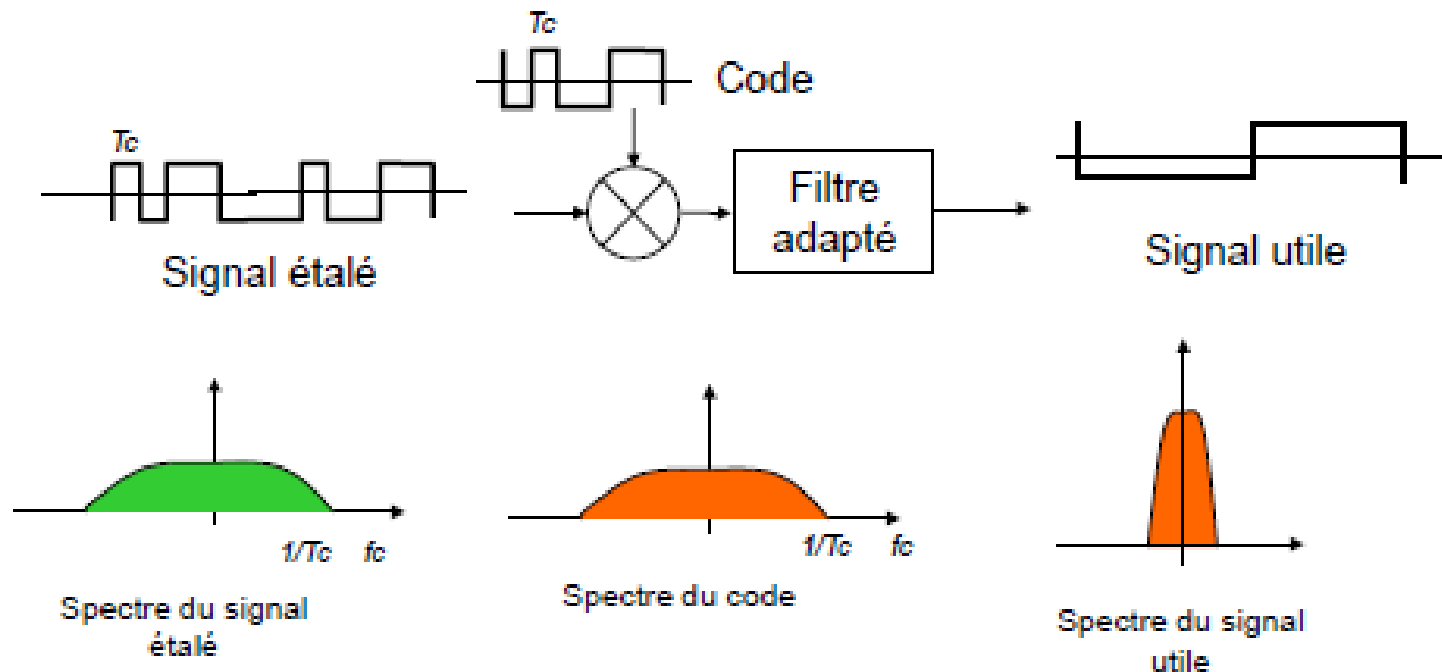 Tc
Code
Tc
Filtre
adapté
Signal étalé
Signal utile
1/Tc fc
1/Tc fc
Spectre du signal
étalé
Spectre du code
Spectre du signal
utile